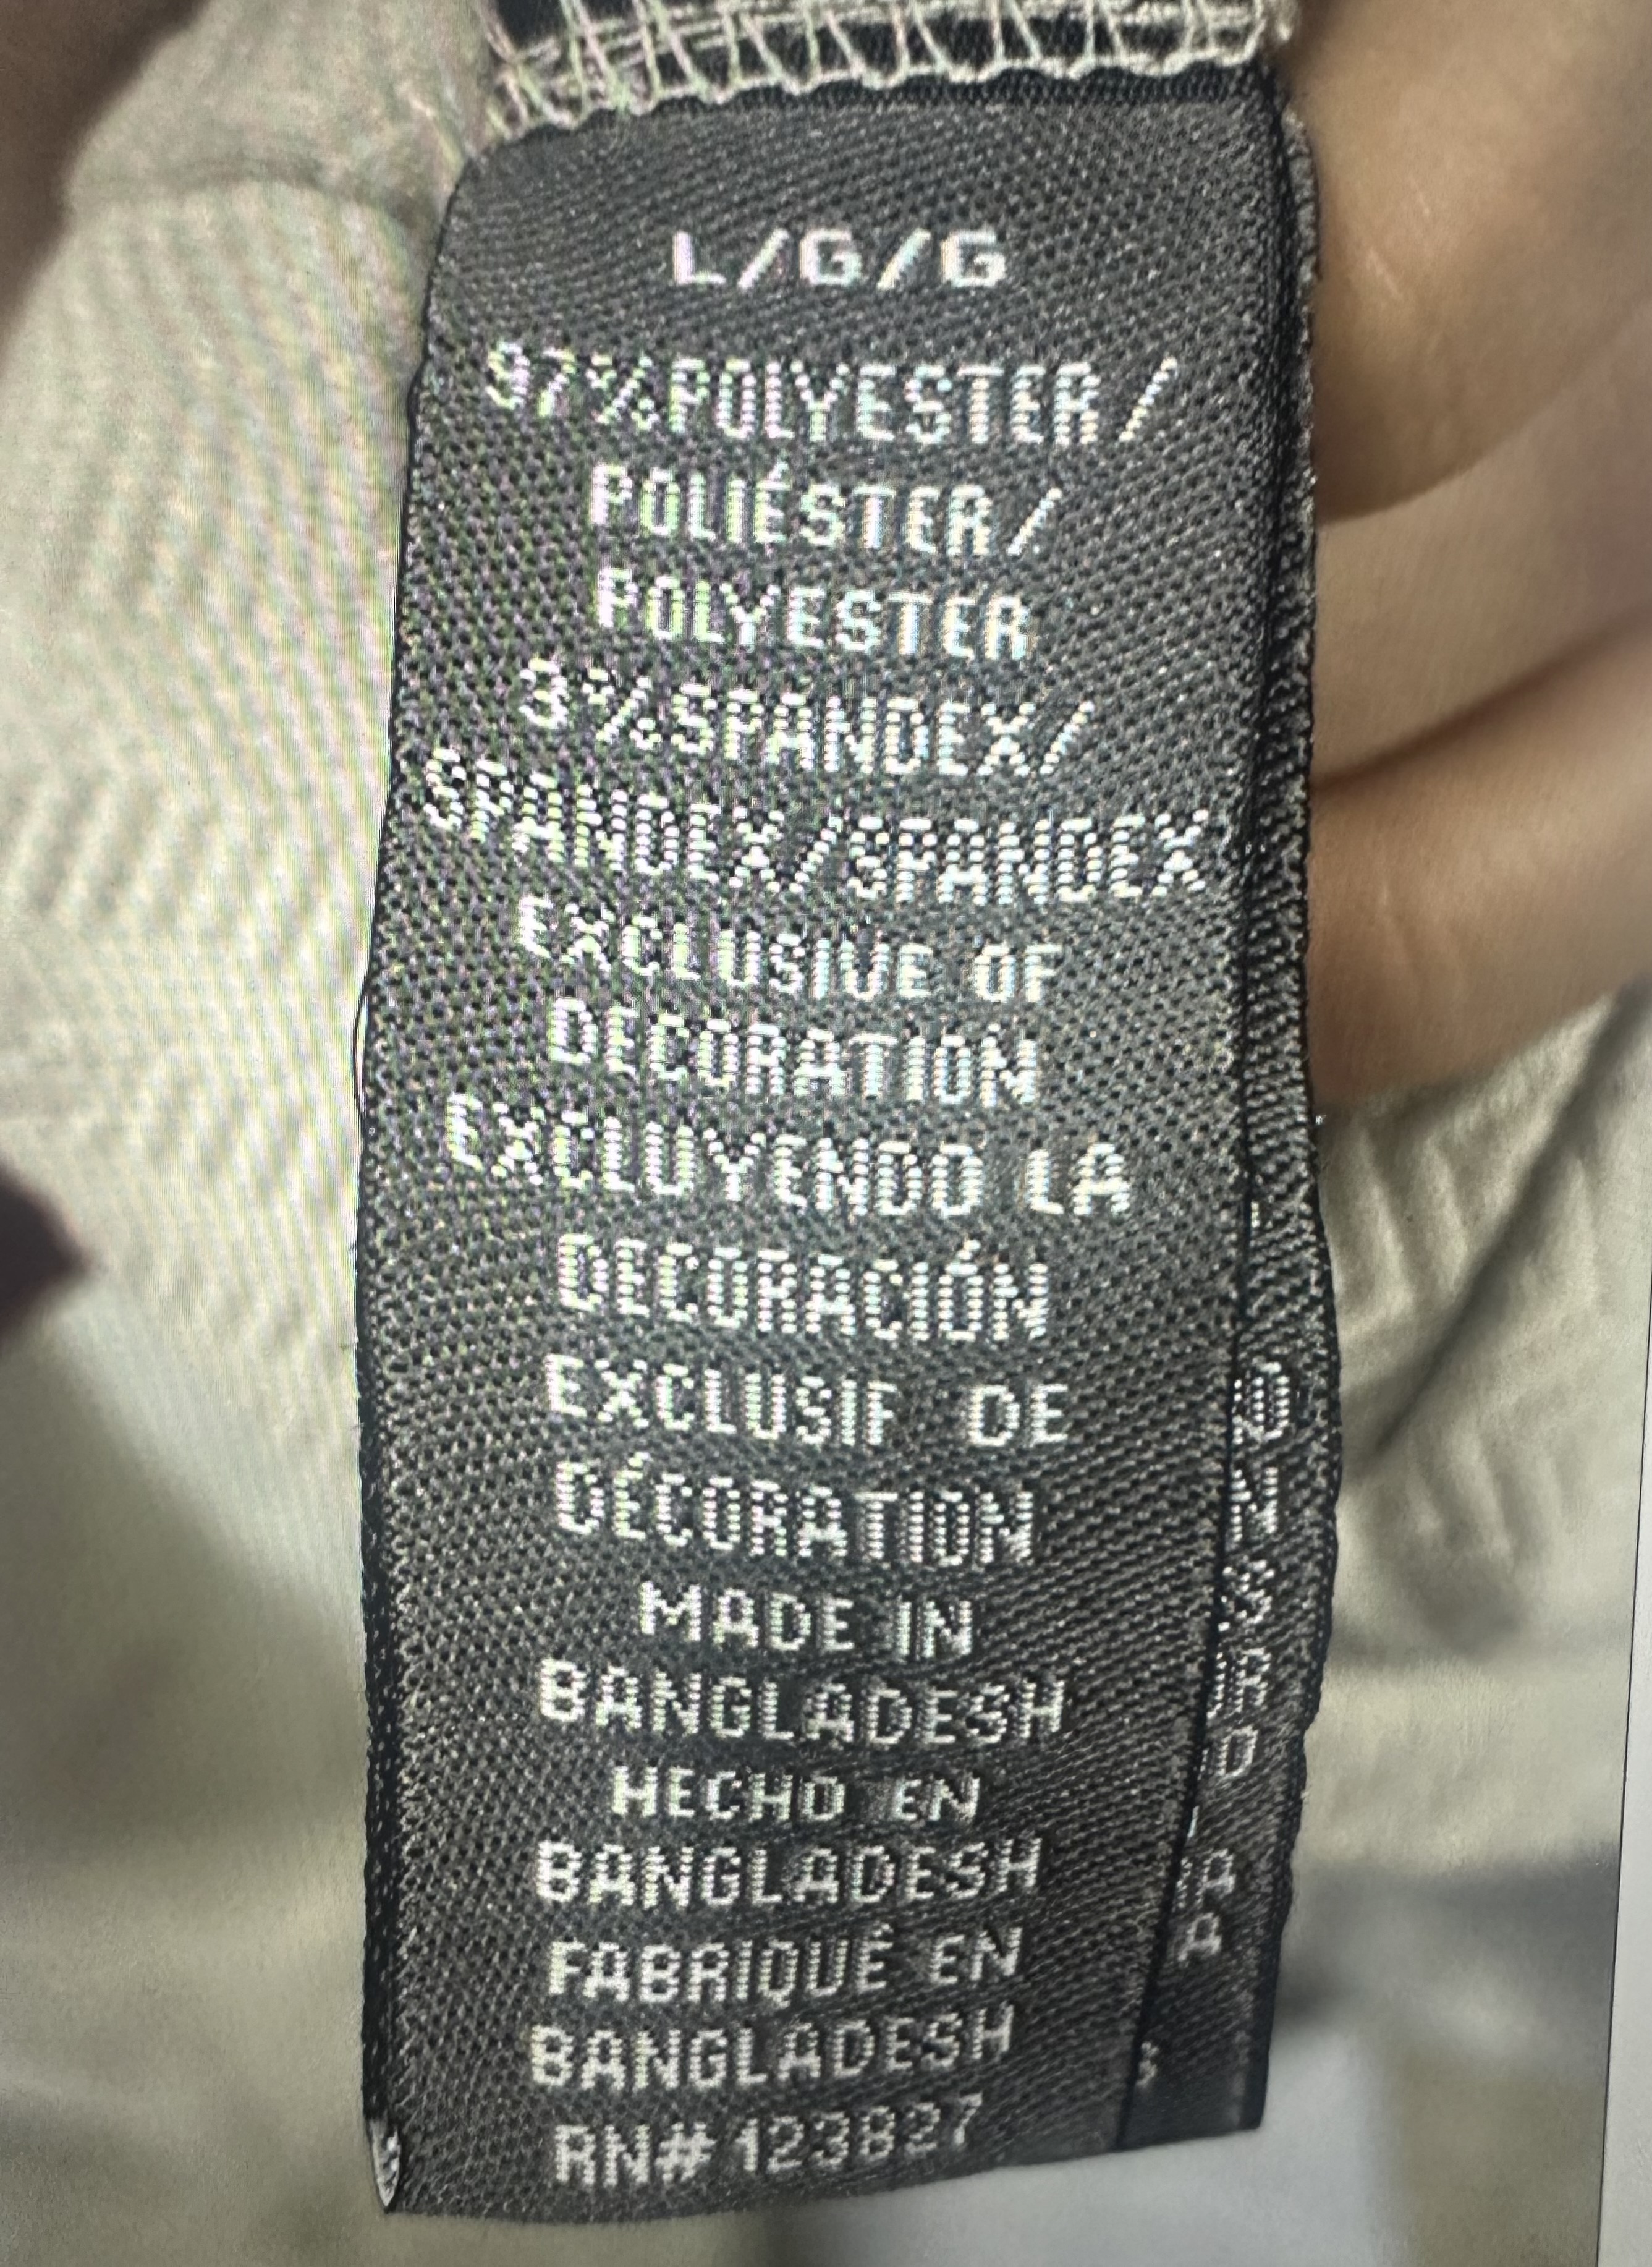 L/G/G
97%POLYESTER/
POLIÉSTER/
POLYESTER
3%SPANDEX/
SPANDEX/SPANDEX
EXCLUSIVE OF
DECORATION
EXCLUYENDO LA
DECORACIÓN
EXCLUSIF DE
DÉCORATION
MADE IN
BANGLADESH
HECHO EN
BANGLADESH
FABRIQUÉ EN
BANGLADESH
RN#123827